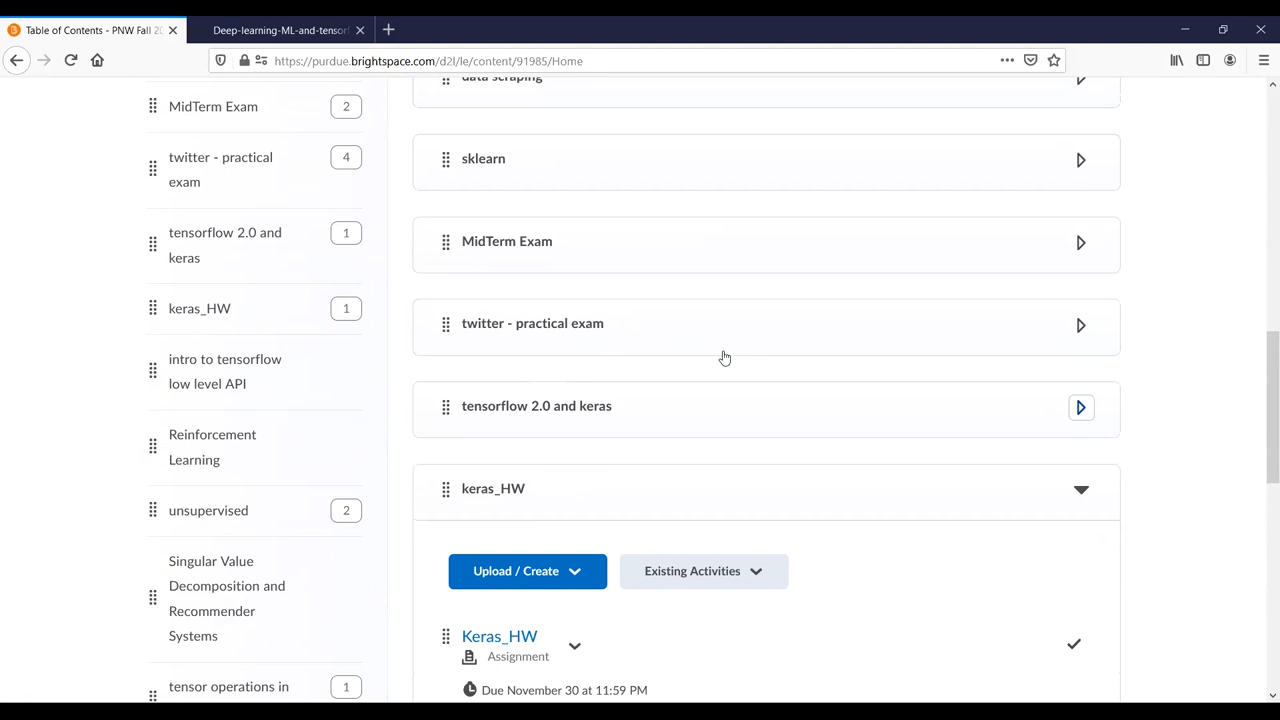 Table of Contents - PNW Fall 20
Deep-learning-ML-and-tensorf
https://purdue.brightspace.com/d2l/le/content/91985/Home
MidTerm Exam 2
twitter - practical
exam
4
tensorflow 2.0 and
keras
1
keras_HW 1
intro to tensorflow
low level API
Reinforcement
Learning
unsupervised 2
Singular Value
Decomposition and
Recommender
Systems
tensor operations in 1
data scraping
sklearn
MidTerm Exam
twitter - practical exam
tensorflow 2.0 and keras
keras_HW
Upload / Create
Existing Activities
Keras_HW
Assignment
Due November 30 at 11:59 PM